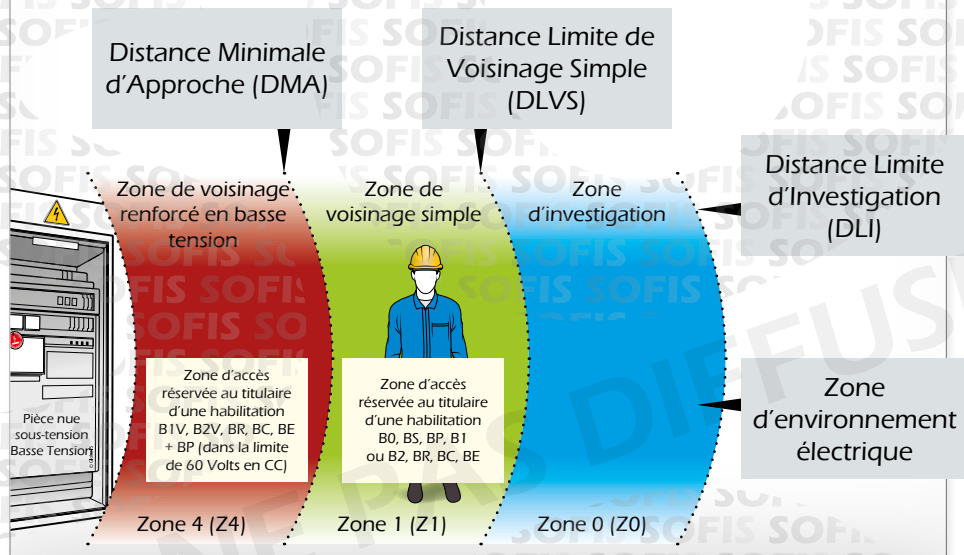 Distance Minimale
d'Approche (DMA)
Distance Limite de
Voisinage Simple
(DLVS)
Distance Limite
d'Investigation
(DLI)
Zone de voisinage
renforcé en basse
tension
Zone de
voisinage simple
Zone
d'investigation
Pièce nue
sous-tension
Basse Tension
Zone d'accès
réservée au titulaire
d'une habilitation
B1V, B2V, BR, BC, BE
+ BP (dans la limite
de 60 Volts en CC)
Zone d'accès
réservée au titulaire
d'une habilitation
B0, BS, BP, B1
ou B2, BR, BC, BE
Zone
d'environnement
électrique
Zone 4 (Z4)
Zone 1 (Z1)
Zone 0 (Z0)
SOFIS
NE PAS DIFFUS